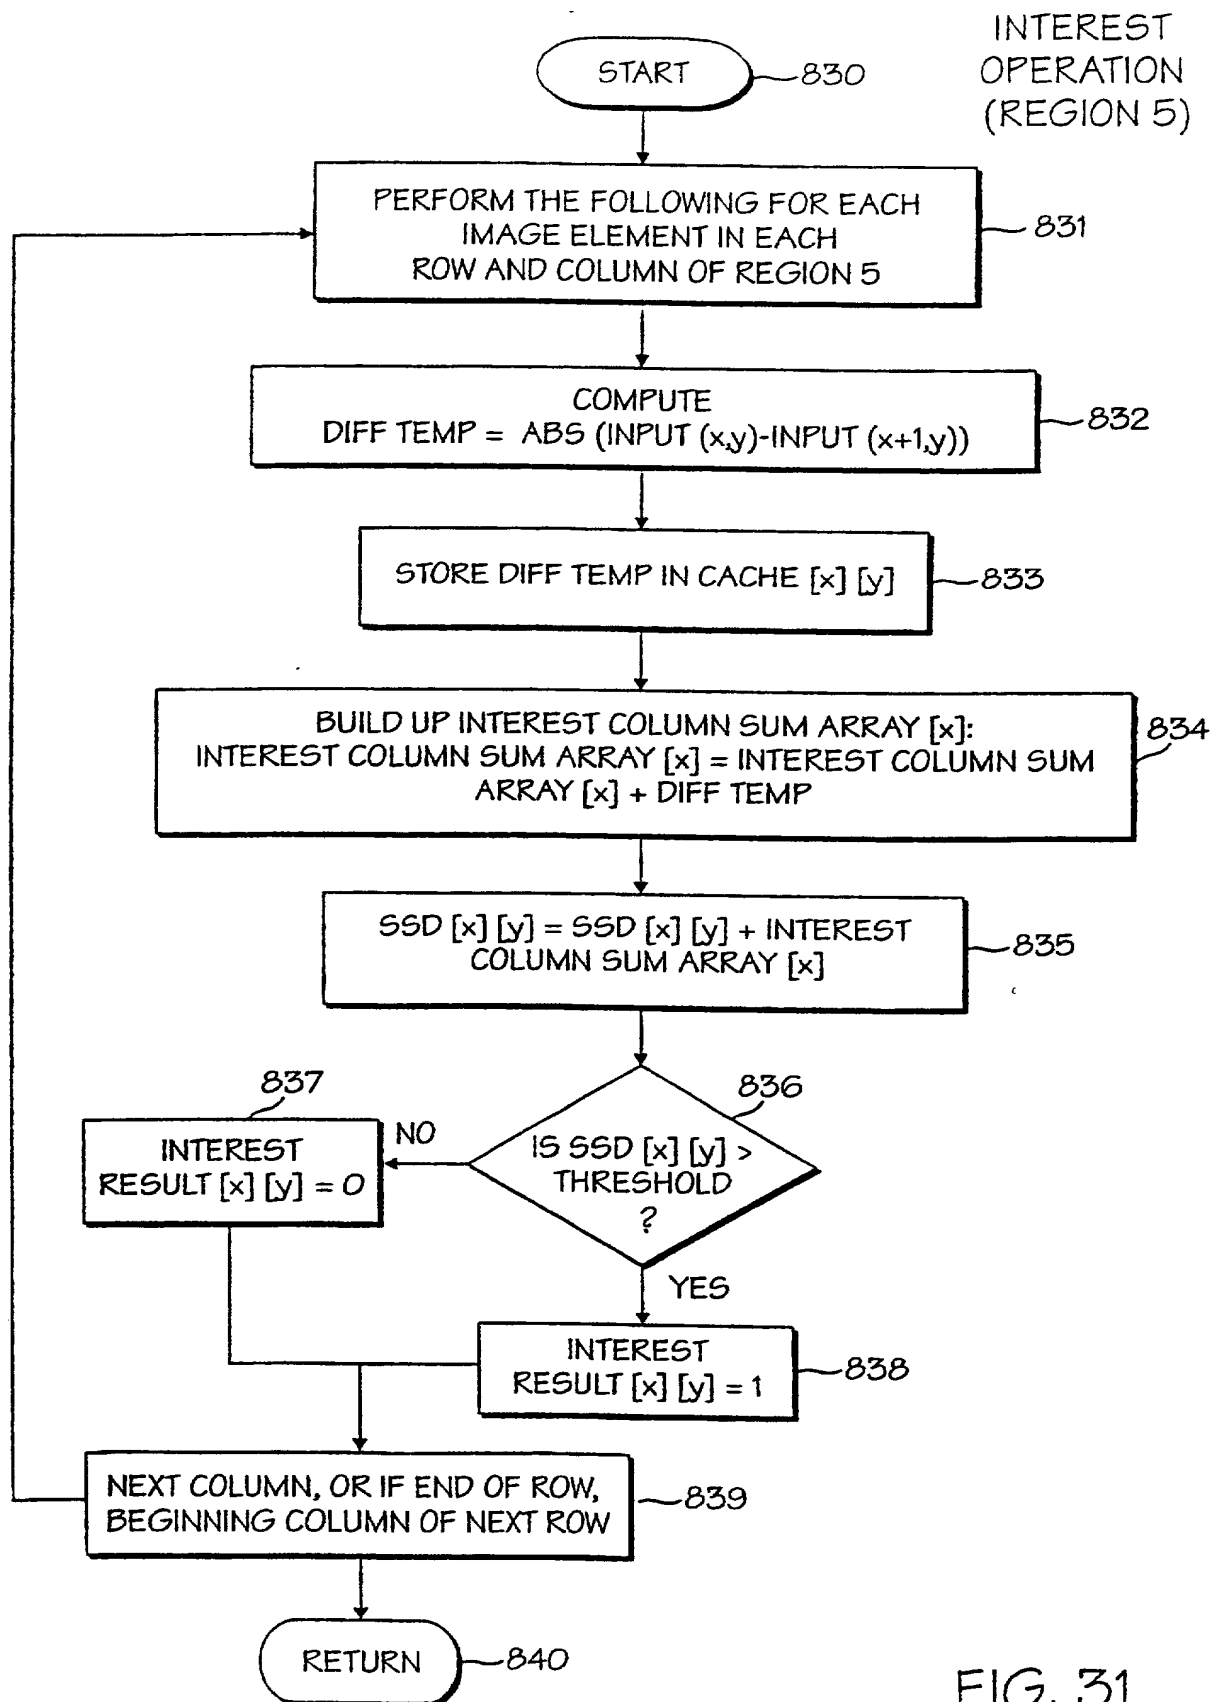 INTEREST
OPERATION
(REGION 5)
START
830
PERFORM THE FOLLOWING FOR EACH
IMAGE ELEMENT IN EACH
ROW AND COLUMN OF REGION 5
831
COMPUTE
DIFF TEMP = ABS (INPUT (x,y)-INPUT (x+1,y))
832
STORE DIFF TEMP IN CACHE [x] [y]
833
BUILD UP INTEREST COLUMN SUM ARRAY [x]:
INTEREST COLUMN SUM ARRAY [x] = INTEREST COLUMN SUM
ARRAY [x] + DIFF TEMP
834
SSD [x] [y] = SSD [x] [y] + INTEREST
COLUMN SUM ARRAY [x]
835
836
IS SSD [x] [y] >
THRESHOLD
?
NO
837
INTEREST
RESULT [x] [y] = 0
YES
INTEREST
RESULT [x] [y] = 1
838
NEXT COLUMN, OR IF END OF ROW,
BEGINNING COLUMN OF NEXT ROW
839
RETURN
840
FIG. 31